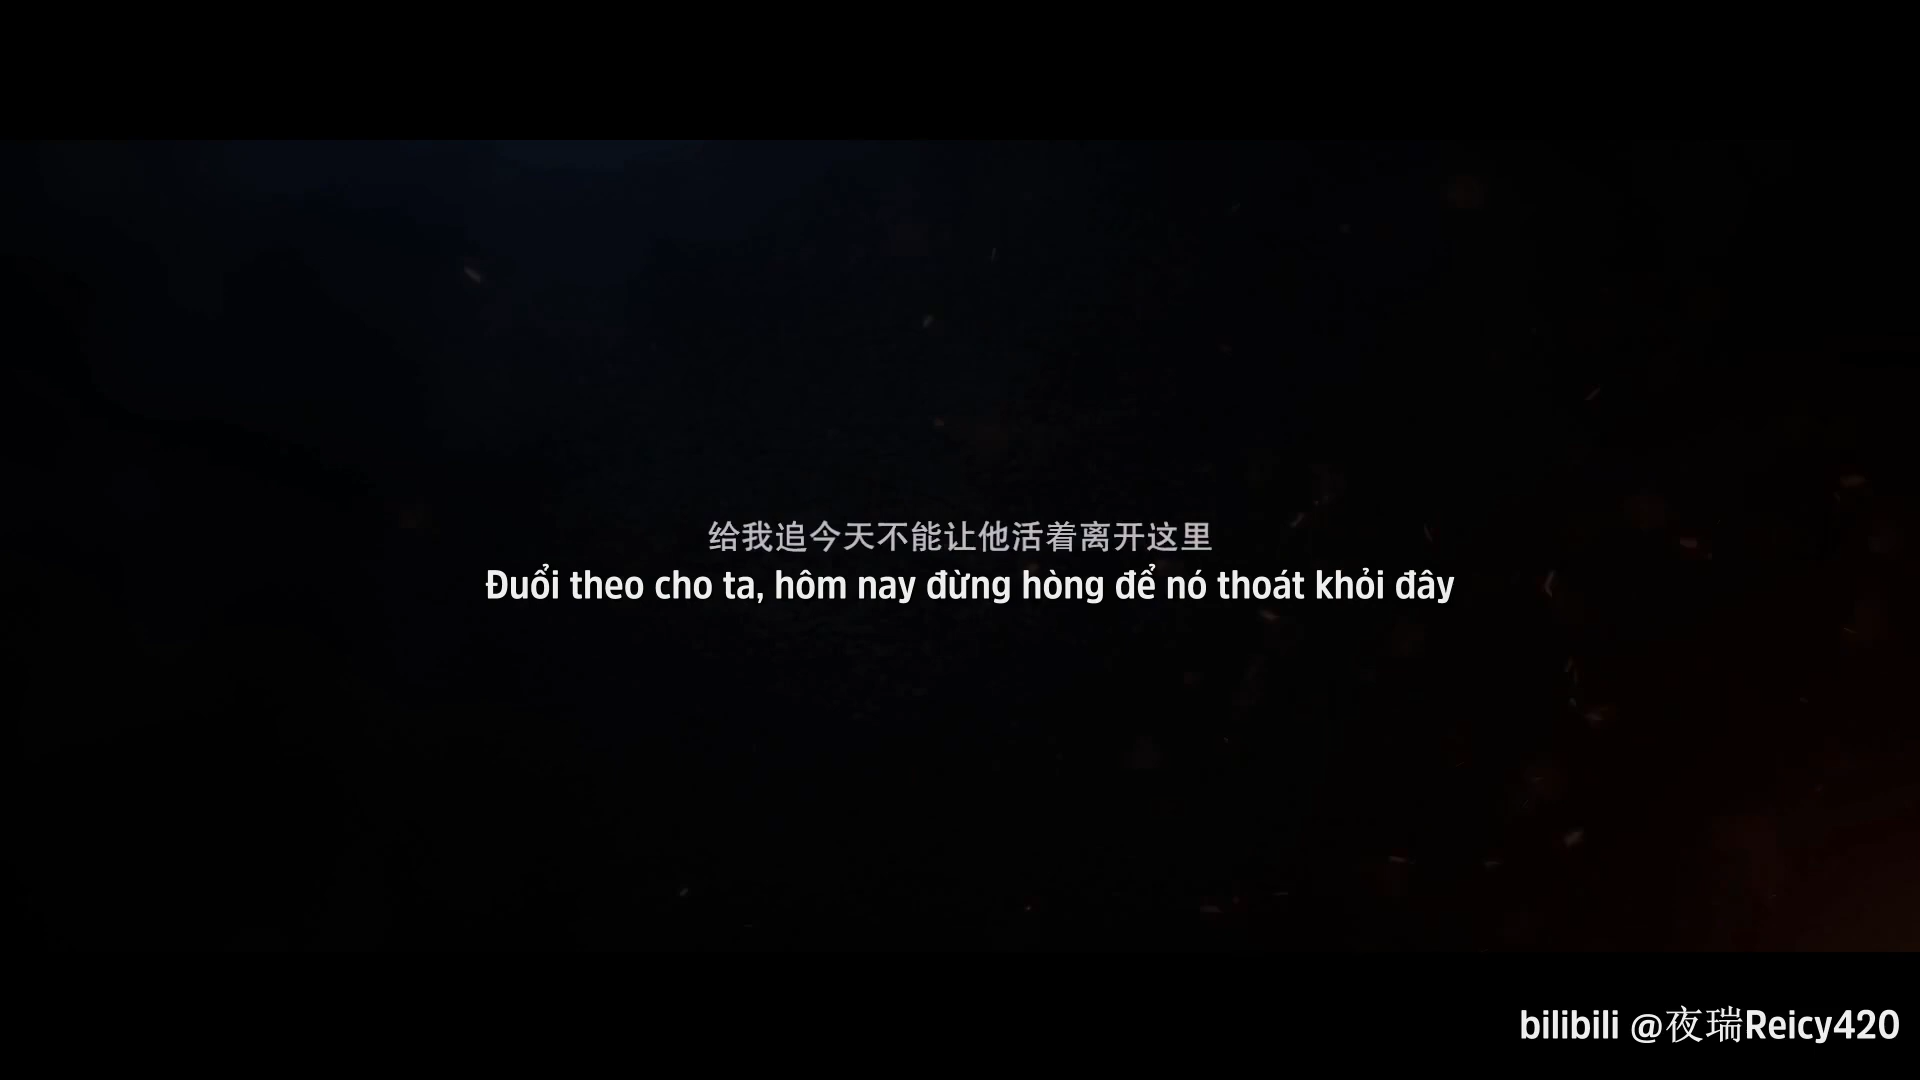 给我追今天不能让他活着离开这里
Đuổi theo cho ta, hôm nay đừng hòng để nó thoát khỏi đây
bilibili @夜瑞Reicy420